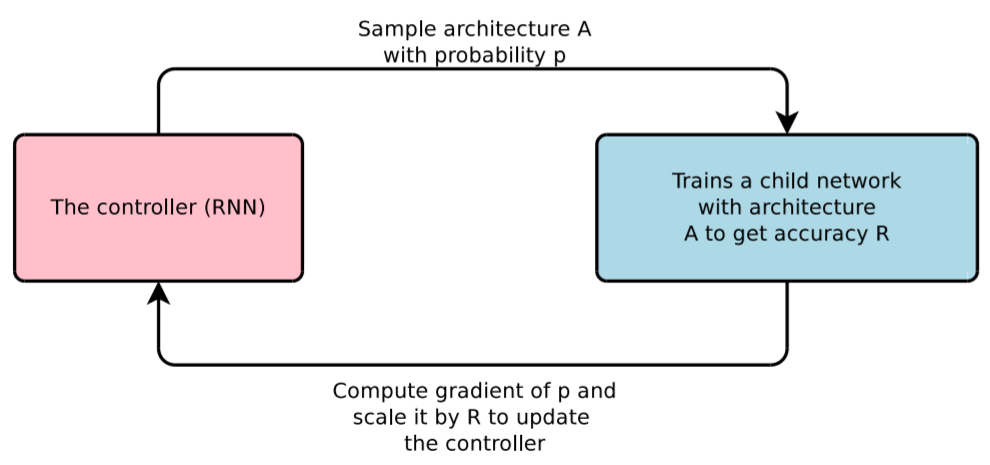 Sample architecture A
with probability p
The controller (RNN)
Trains a child network
with architecture
A to get accuracy R
Compute gradient of p and
scale it by R to update
the controller